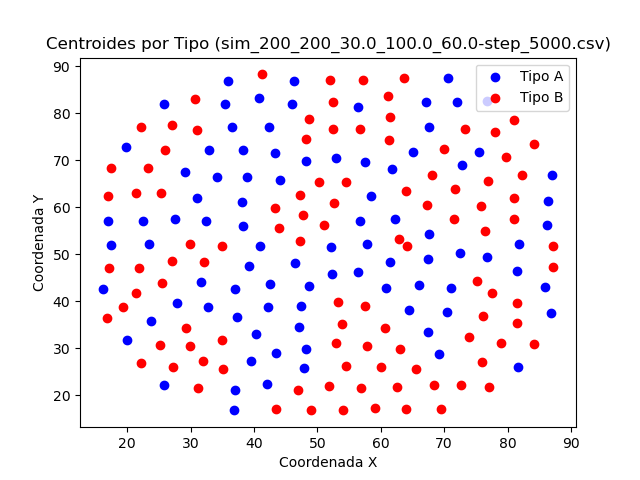 Centroides por Tipo (sim_200_200_30.0_100.0_60.0-step_5000.csv)
90
80
70
60
50
40
30
20
Coordenada Y
Tipo A
Tipo B
20 30 40 50 60 70 80 90
Coordenada X